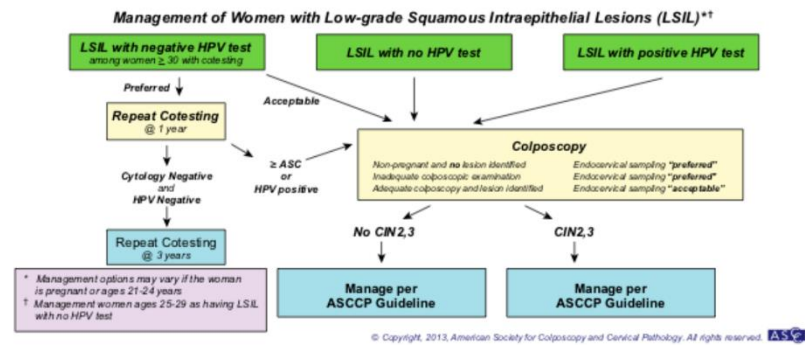 Management of Women with Low-grade Squamous Intraepithelial Lesions (LSIL)*†
LSIL with negative HPV test
among women ≥ 30 with cotesting
LSIL with no HPV test
LSIL with positive HPV test
Preferred
Acceptable
Repeat Cotesting
@ 1 year
≥ ASC
or
HPV positive
Cytology Negative
and
HPV Negative
Repeat Cotesting
@ 3 years
Colposcopy
Non-pregnant and no lesion identified Endocervical sampling “preferred”
Inadequate colposcopic examination Endocervical sampling “preferred”
Adequate colposcopy and lesion identified Endocervical sampling “acceptable”
No CIN2,3
CIN2,3
Manage per
ASCCP Guideline
Manage per
ASCCP Guideline
* Management options may vary if the woman
is pregnant or ages 21-24 years
† Management women ages 25-29 as having LSIL
with no HPV test
© Copyright, 2013, American Society for Colposcopy and Cervical Pathology. All rights reserved.